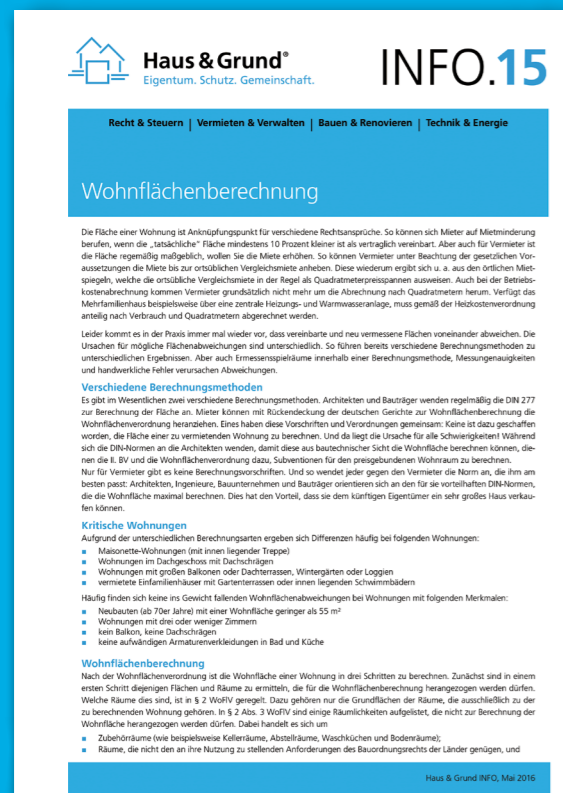 Haus & Grund®
Eigentum. Schutz. Gemeinschaft.
INFO.15
Recht & Steuern | Vermieten & Verwalten | Bauen & Renovieren | Technik & Energie
Wohnflächenberechnung
Die Fläche einer Wohnung ist Anknüpfungspunkt für verschiedene Rechtsansprüche. So können sich Mieter auf Mietminderung
berufen, wenn die „tatsächliche" Fläche mindestens 10 Prozent kleiner ist als vertraglich vereinbart. Aber auch für Vermieter ist
die Fläche regemäßig maßgeblich, wollen Sie die Miete erhöhen. So können Vermieter unter Beachtung der gesetzlichen Vor-
aussetzungen die Miete bis zur ortsüblichen Vergleichsmiete anheben. Diese wiederum ergibt sich u. a. aus den örtlichen Miet-
spiegeln, welche die ortsübliche Vergleichsmiete in der Regel als Quadratmeterpreisspannen ausweisen. Auch bei der Betriebs-
kostenabrechnung kommen Vermieter grundsätzlich nicht mehr um die Abrechnung nach Quadratmetern herum. Verfügt das
Mehrfamilienhaus beispielsweise über eine zentrale Heizungs- und Warmwasseranlage, muss gemäß der Heizkostenverordnung
anteilig nach Verbrauch und Quadratmetern abgerechnet werden.
Leider kommt es in der Praxis immer mal wieder vor, dass vereinbarte und neu vermessene Flächen voneinander abweichen. Die
Ursachen für mögliche Flächenabweichungen sind unterschiedlich. So führen bereits verschiedene Berechnungsmethoden zu
unterschiedlichen Ergebnissen. Aber auch Ermessensspielräume innerhalb einer Berechnungsmethode, Messungenauigkeiten
und handwerkliche Fehler verursachen Abweichungen.
Verschiedene Berechnungsmethoden
Es gibt im Wesentlichen zwei verschiedene Berechnungsmethoden. Architekten und Bauträger wenden regelmäßig die DIN 277
zur Berechnung der Fläche an. Mieter können mit Rückendeckung der deutschen Gerichte zur Wohnflächenberechnung die
Wohnflächenverordnung heranziehen. Eines haben diese Vorschriften und Verordnungen gemeinsam: Keine ist dazu geschaffen
worden, die Fläche einer zu vermietenden Wohnung zu berechnen. Und da liegt die Ursache für alle Schwierigkeiten! Während
sich die DIN-Normen an die Architekten wenden, damit diese aus bautechnischer Sicht die Wohnfläche berechnen können, die-
nen die II. BV und die Wohnflächenverordnung dazu, Subventionen für den preisgebundenen Wohnraum zu berechnen.
Nur für Vermieter gibt es keine Berechnungsvorschriften. Und so wendet jeder gegen den Vermieter die Norm an, die ihm am
besten passt: Architekten, Ingenieure, Bauunternehmen und Bauträger orientieren sich an den für sie vorteilhaften DIN-Normen,
die die Wohnfläche maximal berechnen. Dies hat den Vorteil, dass sie dem künftigen Eigentümer ein sehr großes Haus verkau-
fen können.
Kritische Wohnungen
Aufgrund der unterschiedlichen Berechnungsarten ergeben sich Differenzen häufig bei folgenden Wohnungen:
■ Maisonette-Wohnungen (mit innen liegender Treppe)
■ Wohnungen im Dachgeschoss mit Dachschrägen
■ Wohnungen mit großen Balkonen oder Dachterrassen, Wintergärten oder Loggien
■ vermietete Einfamilienhäuser mit Gartenterrassen oder innen liegenden Schwimmbädern
Häufig finden sich keine ins Gewicht fallenden Wohnflächenabweichungen bei Wohnungen mit folgenden Merkmalen:
■ Neubauten (ab 70er Jahre) mit einer Wohnfläche geringer als 55 m²
■ Wohnungen mit drei oder weniger Zimmern
■ kein Balkon, keine Dachschrägen
■ keine aufwändigen Armaturenverkleidungen in Bad und Küche
Wohnflächenberechnung
Nach der Wohnflächenverordnung ist die Wohnfläche einer Wohnung in drei Schritten zu berechnen. Zunächst sind in einem
ersten Schritt diejenigen Flächen und Räume zu ermitteln, die für die Wohnflächenberechnung herangezogen werden dürfen.
Welche Räume dies sind, ist in § 2 WoFlV geregelt. Dazu gehören nur die Grundflächen der Räume, die ausschließlich zu der
zu berechnenden Wohnung gehören. In § 2 Abs. 3 WoFlV sind einige Räumlichkeiten aufgelistet, die nicht zur Berechnung der
Wohnfläche herangezogen werden dürfen. Dabei handelt es sich um
■ Zubehörräume (wie beispielsweise Kellerräume, Abstellräume, Waschküchen und Bodenräume);
■ Räume, die nicht den an ihre Nutzung zu stellenden Anforderungen des Bauordnungsrechts der Länder genügen, und
Haus & Grund INFO, Mai 2016